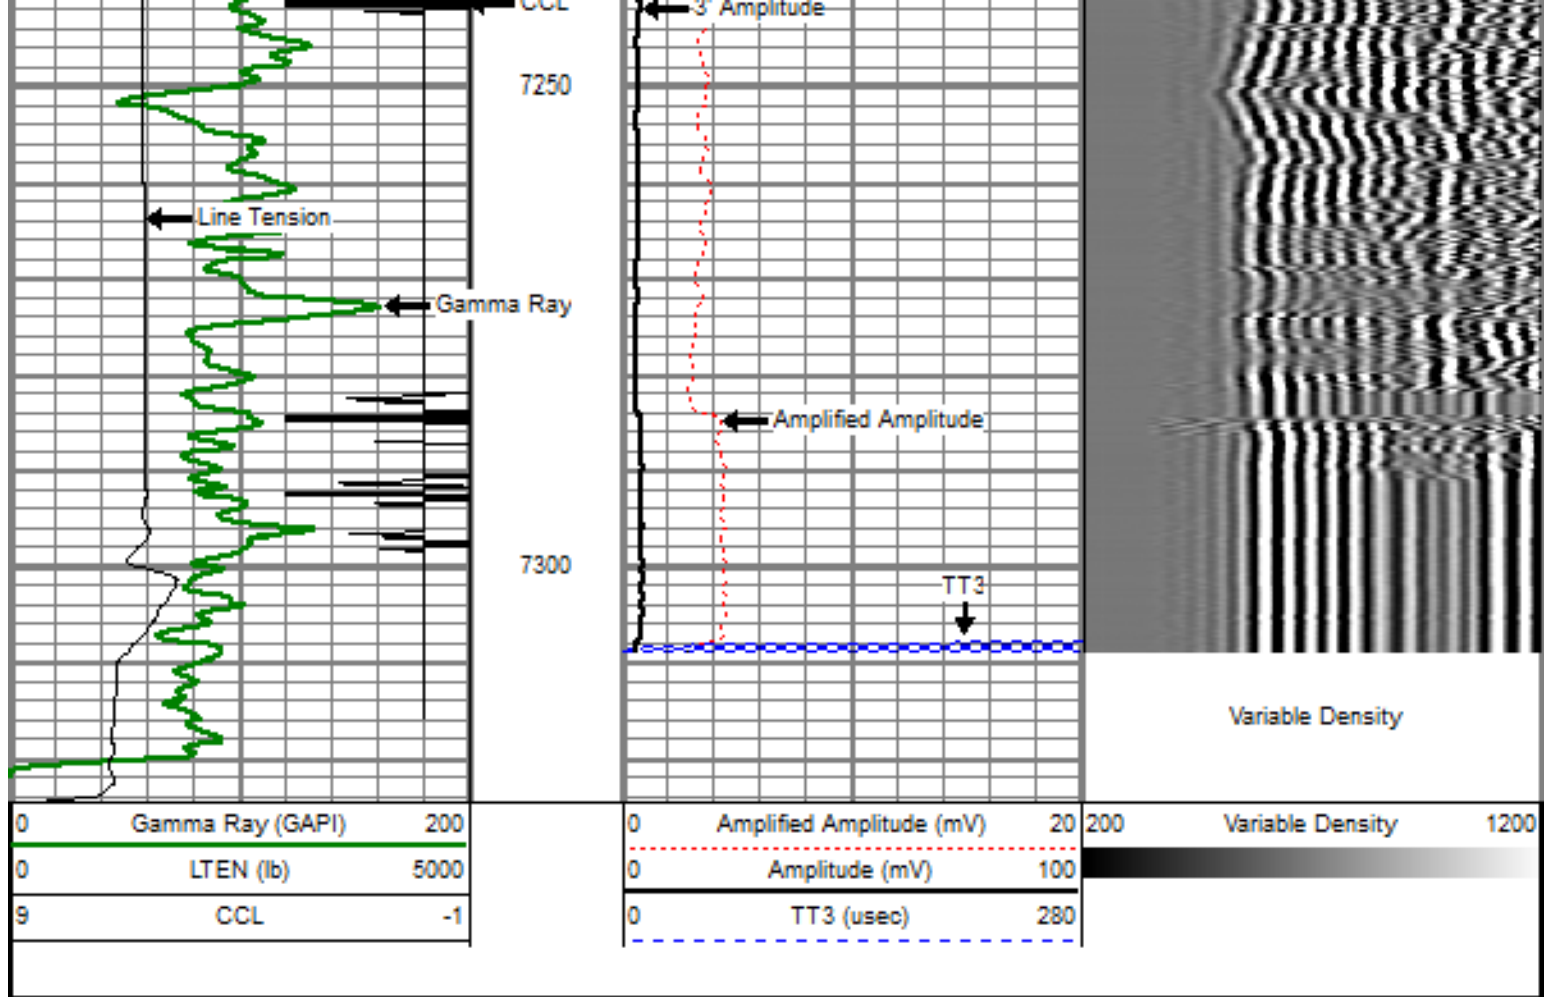 CCL
3' Amplitude
7250
Line Tension
Gamma Ray
Amplified Amplitude
7300
TT3
Variable Density
0 Gamma Ray (GAPI) 200
0 Amplified Amplitude (mV) 20
200 Variable Density 1200
0 LTEN (lb) 5000
0 Amplitude (mV) 100
9 CCL -1
0 TT3 (usec) 280